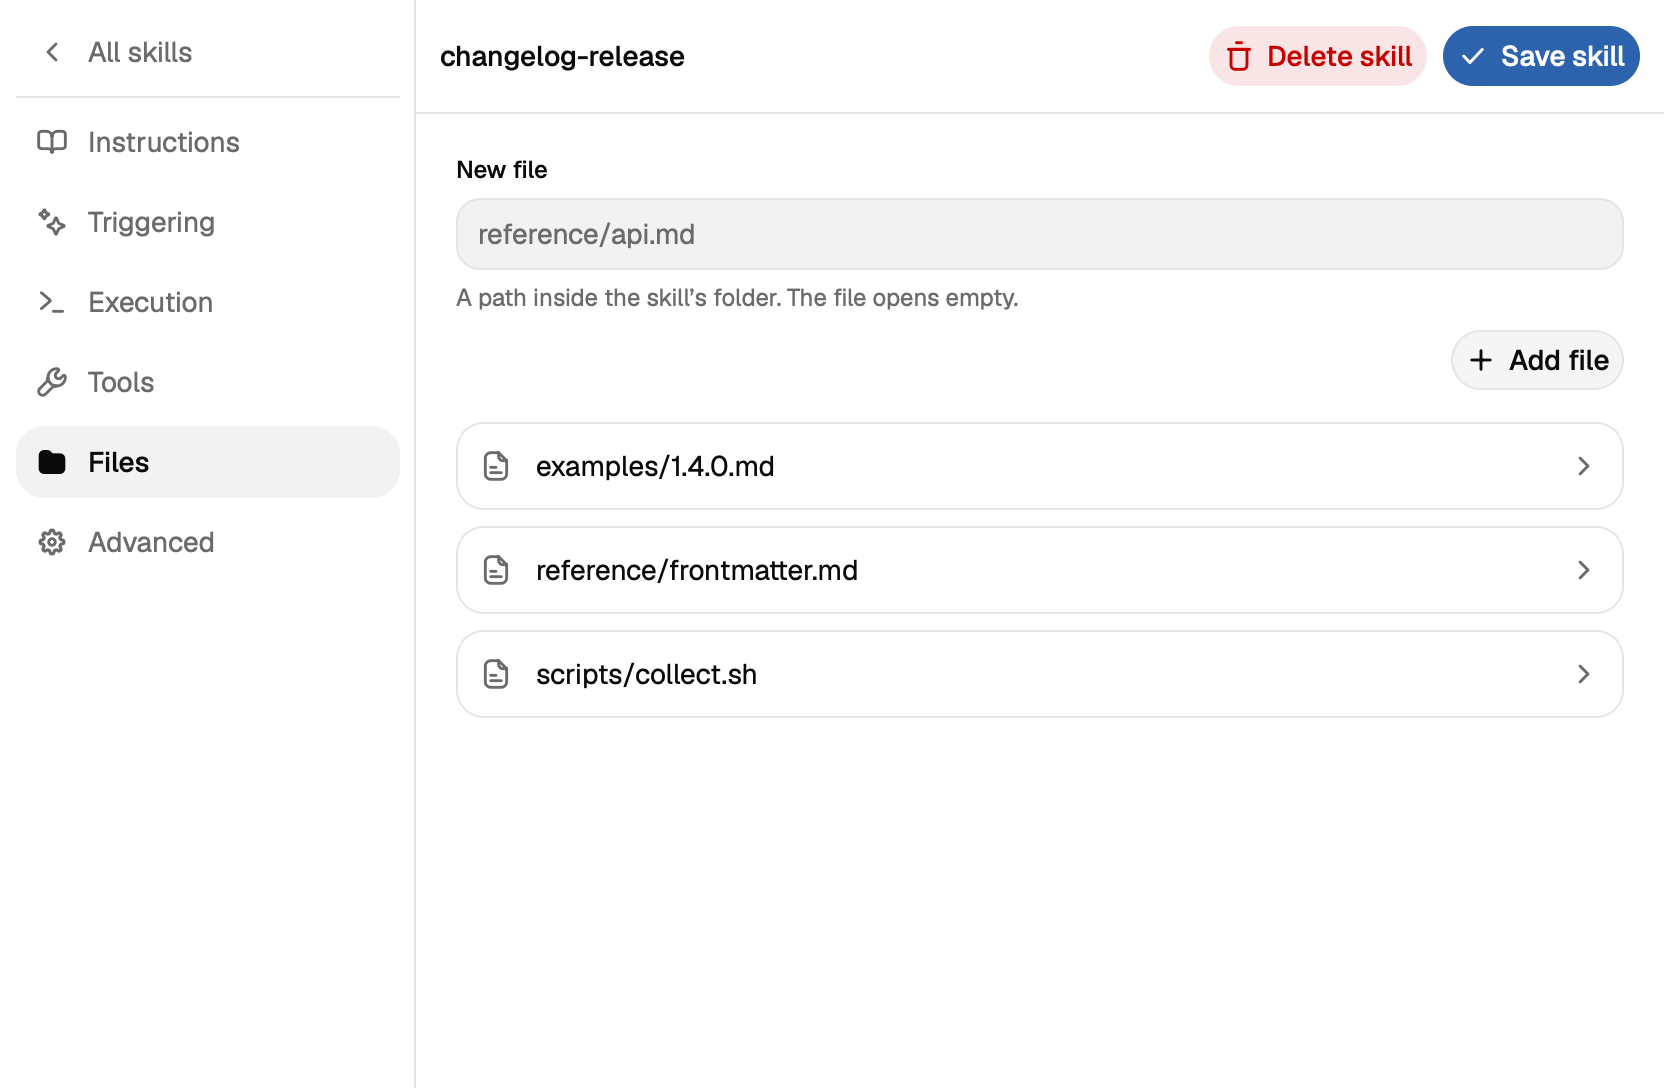 All skills
Instructions
Triggering
Execution
Tools
Files
Advanced
changelog-release
Delete skill
Save skill
New file
reference/api.md
A path inside the skill’s folder. The file opens empty.
Add file
examples/1.4.0.md
reference/frontmatter.md
scripts/collect.sh